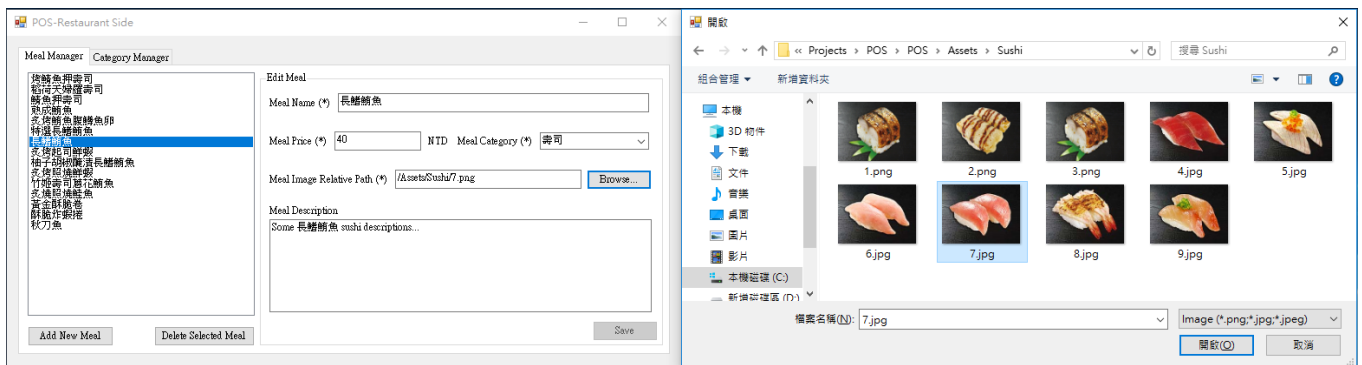 POS-Restaurant Side
Meal Manager Category Manager
烤鯖魚押壽司
稻荷天婦羅壽司
鯖魚押壽司
熟成鮪魚
炙烤鮪魚腹鱔魚卵
特選長鰭鮪魚
長鰭鮪魚
炙烤起司鮮蝦
柚子胡椒醃漬長鰭鮪魚
炙烤照燒鮮蝦
竹姬壽司蔥花鮪魚
炙燒照燒鮭魚
黃金酥脆卷
酥脆炸蝦捲
秋刀魚
Add New Meal Delete Selected Meal
Edit Meal
Meal Name (*) 長鰭鮪魚
Meal Price (*) 40 NTD Meal Category (*) 壽司
Meal Image Relative Path (*) /Assets/Sushi/7.png Browse...
Meal Description
Some 長鰭鮪魚 sushi descriptions...
Save
開啟
« Projects > POS > POS > Assets > Sushi 搜尋 Sushi
組合管理 新增資料夾
本機
3D 物件
下載
文件
音樂
桌面
圖片
影片
本機磁碟 (C:)
新增磁碟區 (D:)
1.png 2.png 3.png 4.jpg 5.jpg
6.jpg 7.jpg 8.jpg 9.jpg
檔案名稱(N): 7.jpg Image (*.png;*.jpg;*.jpeg)
開啟(O) 取消